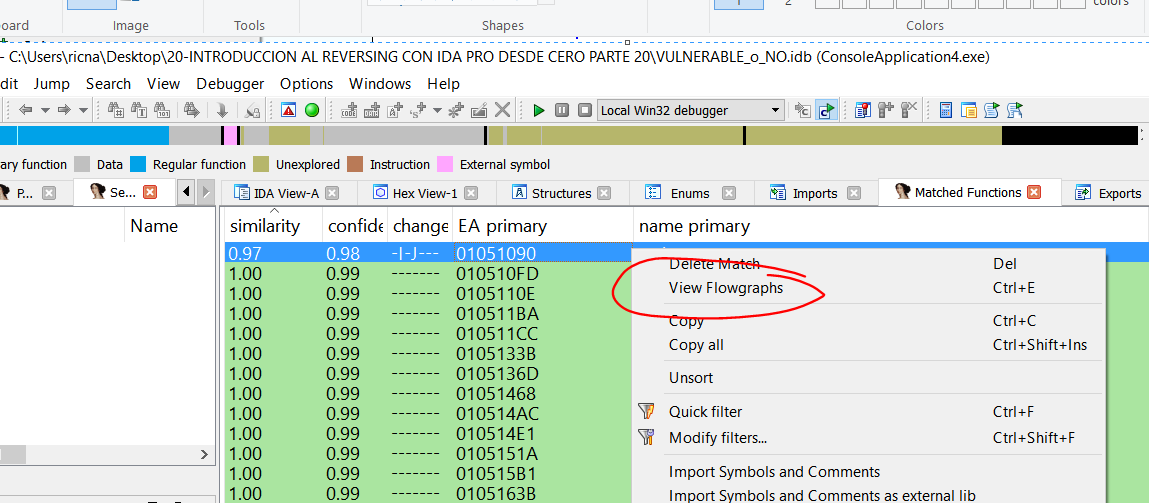 oard
Image
Tools
Shapes
1
2
Colors
colors
- C:\Users\ricna\Desktop\20-INTRODUCCION AL REVERSING CON IDA PRO DESDE CERO PARTE 20\VULNERABLE_o_NO.idb (ConsoleApplication4.exe)
dit Jump Search View Debugger Options Windows Help
Local Win32 debugger
ary function Data Regular function Unexplored Instruction External symbol
P... Se... IDA View-A Hex View-1 Structures Enums Imports Matched Functions Exports
Name
similarity confide change EA primary name primary
0.97 0.98 -I-J--- 01051090
1.00 0.99 ------- 010510FD
1.00 0.99 ------- 0105110E
1.00 0.99 ------- 010511BA
1.00 0.99 ------- 010511CC
1.00 0.99 ------- 0105133B
1.00 0.99 ------- 0105136D
1.00 0.99 ------- 01051468
1.00 0.99 ------- 010514AC
1.00 0.99 ------- 010514E1
1.00 0.99 ------- 0105151A
1.00 0.99 ------- 010515B1
1.00 0.99 ------- 0105163B
Delete Match Del
View Flowgraphs Ctrl+E
Copy Ctrl+C
Copy all Ctrl+Shift+Ins
Unsort
Quick filter Ctrl+F
Modify filters... Ctrl+Shift+F
Import Symbols and Comments
Import Symbols and Comments as external lib